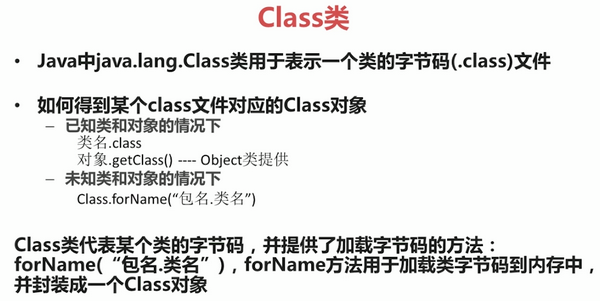 Class类
• Java中java.lang.Class类用于表示一个类的字节码(.class)文件
• 如何得到某个class文件对应的Class对象
– 已知类和对象的情况下
类名.class
对象.getClass() ---- Object类提供
– 未知类和对象的情况下
Class.forName(“包名.类名”)
Class类代表某个类的字节码，并提供了加载字节码的方法：
forName(“包名.类名”)，forName方法用于加载类字节码到内存中，
并封装成一个Class对象